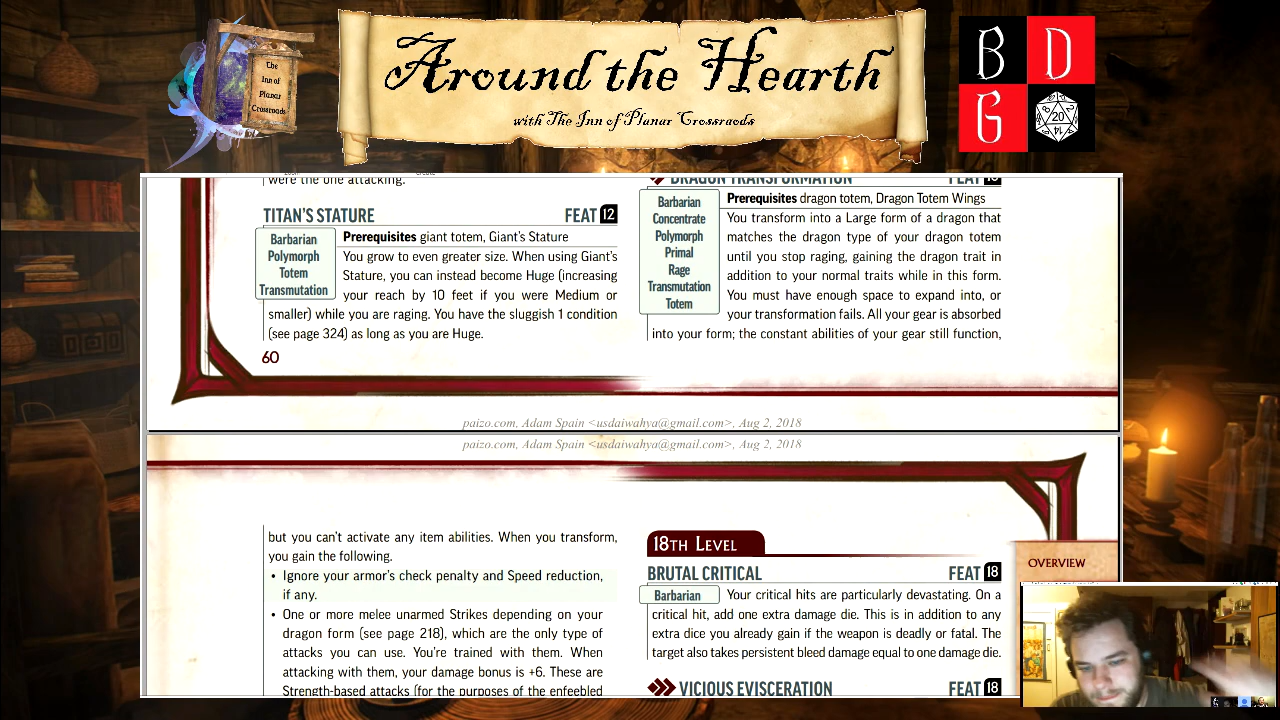 The
Inn of
Planar
Crossroads
Around the Hearth
with The Inn of Planar Crossraods
B D
G 20
were the one attacking.
TITAN'S STATURE FEAT 12
Barbarian
Polymorph
Totem
Transmutation
Prerequisites giant totem, Giant's Stature
You grow to even greater size. When using Giant's
Stature, you can instead become Huge (increasing
your reach by 10 feet if you were Medium or
smaller) while you are raging. You have the sluggish 1 condition
(see page 324) as long as you are Huge.
60
DRAGON TRANSFORMATION FEAT
Barbarian
Concentrate
Polymorph
Primal
Rage
Transmutation
Totem
Prerequisites dragon totem, Dragon Totem Wings
You transform into a Large form of a dragon that
matches the dragon type of your dragon totem
until you stop raging, gaining the dragon trait in
addition to your normal traits while in this form.
You must have enough space to expand into, or
your transformation fails. All your gear is absorbed
into your form; the constant abilities of your gear still function,
paizo.com, Adam Spain <usdaiwahya@gmail.com>, Aug 2, 2018
paizo.com, Adam Spain <usdaiwahya@gmail.com>, Aug 2, 2018
but you can't activate any item abilities. When you transform,
you gain the following.
• Ignore your armor's check penalty and Speed reduction,
if any.
• One or more melee unarmed Strikes depending on your
dragon form (see page 218), which are the only type of
attacks you can use. You're trained with them. When
attacking with them, your damage bonus is +6. These are
Strength-based attacks (for the purposes of the enfeebled
18TH LEVEL
BRUTAL CRITICAL FEAT 18
Barbarian
Your critical hits are particularly devastating. On a
critical hit, add one extra damage die. This is in addition to any
extra dice you already gain if the weapon is deadly or fatal. The
target also takes persistent bleed damage equal to one damage die.
VICIOUS EVISCERATION FEAT 18
OVERVIEW